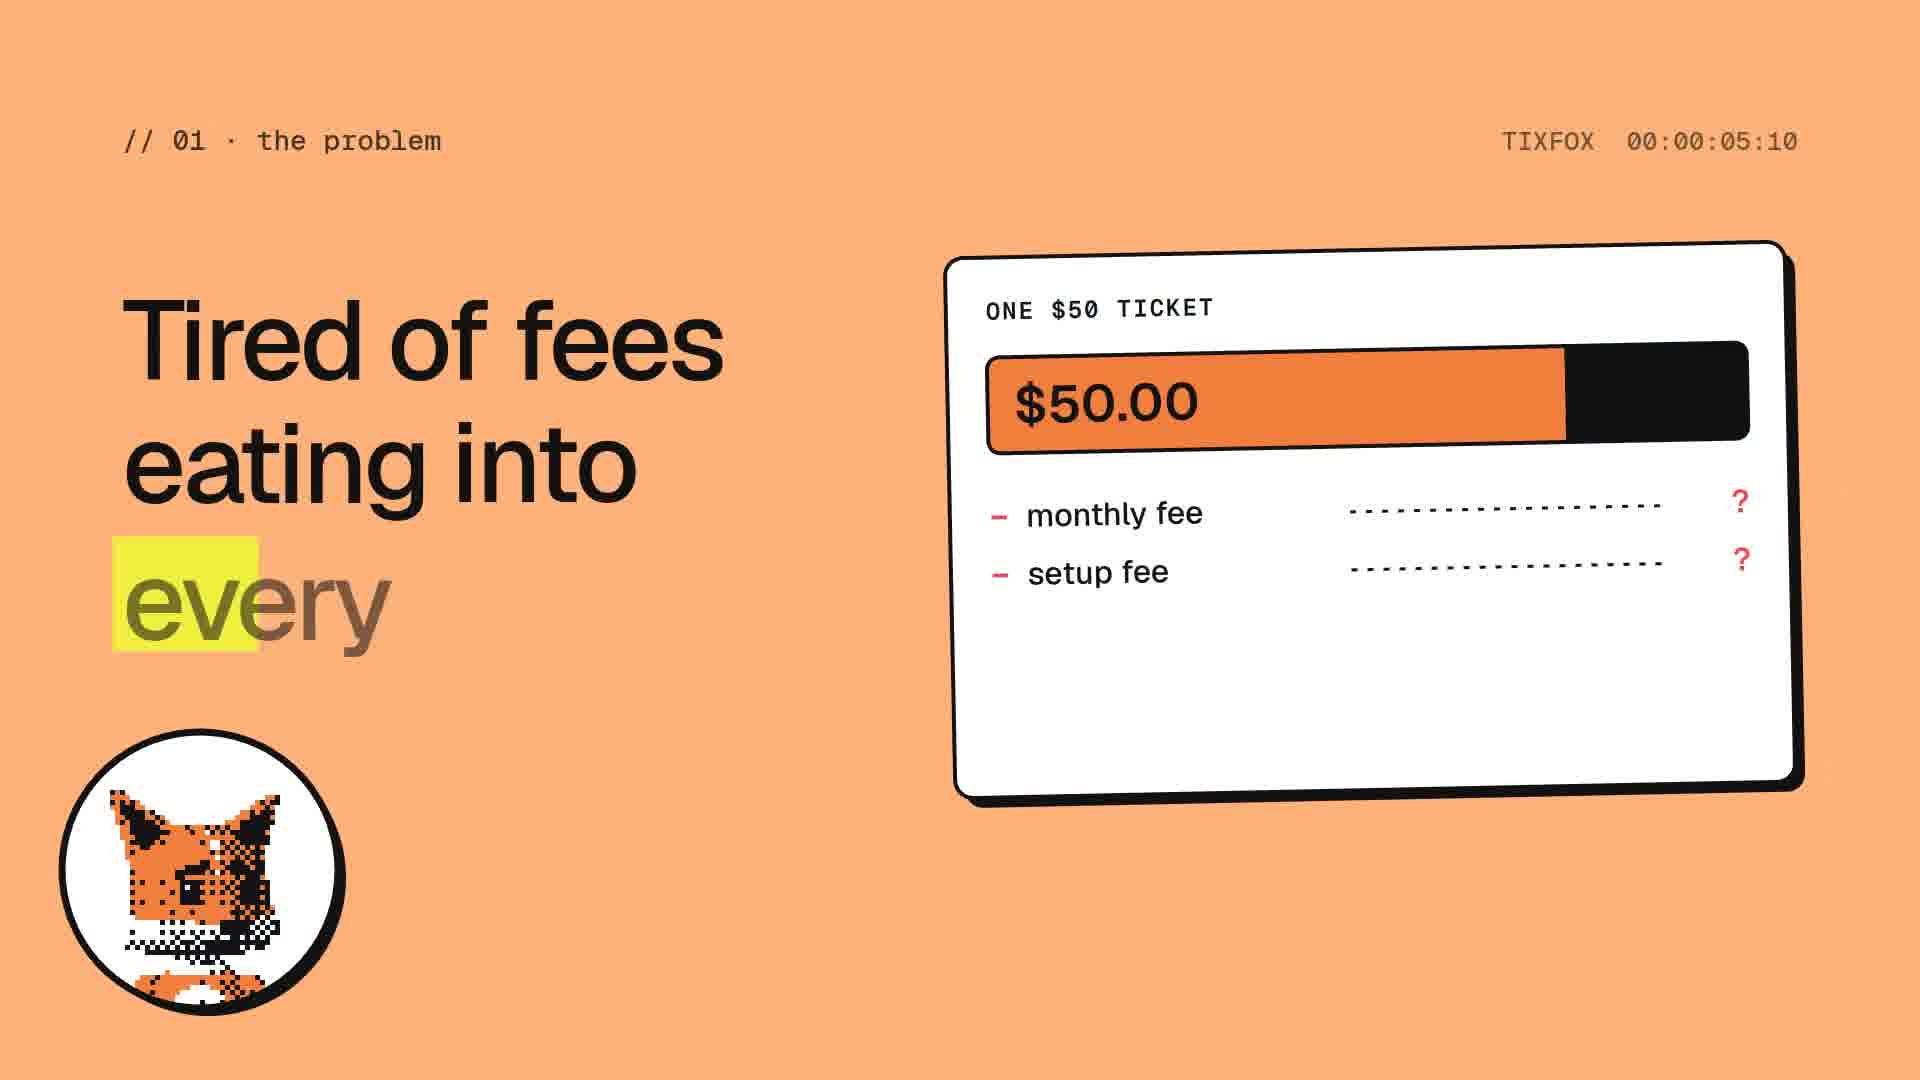 // 01 · the problem
TIXFOX 00:00:05:10
Tired of fees
eating into
every
ONE $50 TICKET
$50.00
– monthly fee -------------------- ?
– setup fee -------------------- ?